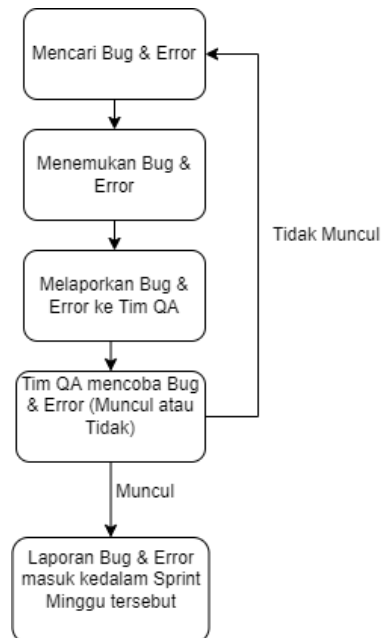 Mencari Bug & Error
Menemukan Bug &
Error
Tidak Muncul
Melaporkan Bug &
Error ke Tim QA
Tim QA mencoba Bug
& Error (Muncul atau
Tidak)
Muncul
Laporan Bug & Error
masuk kedalam Sprint
Minggu tersebut